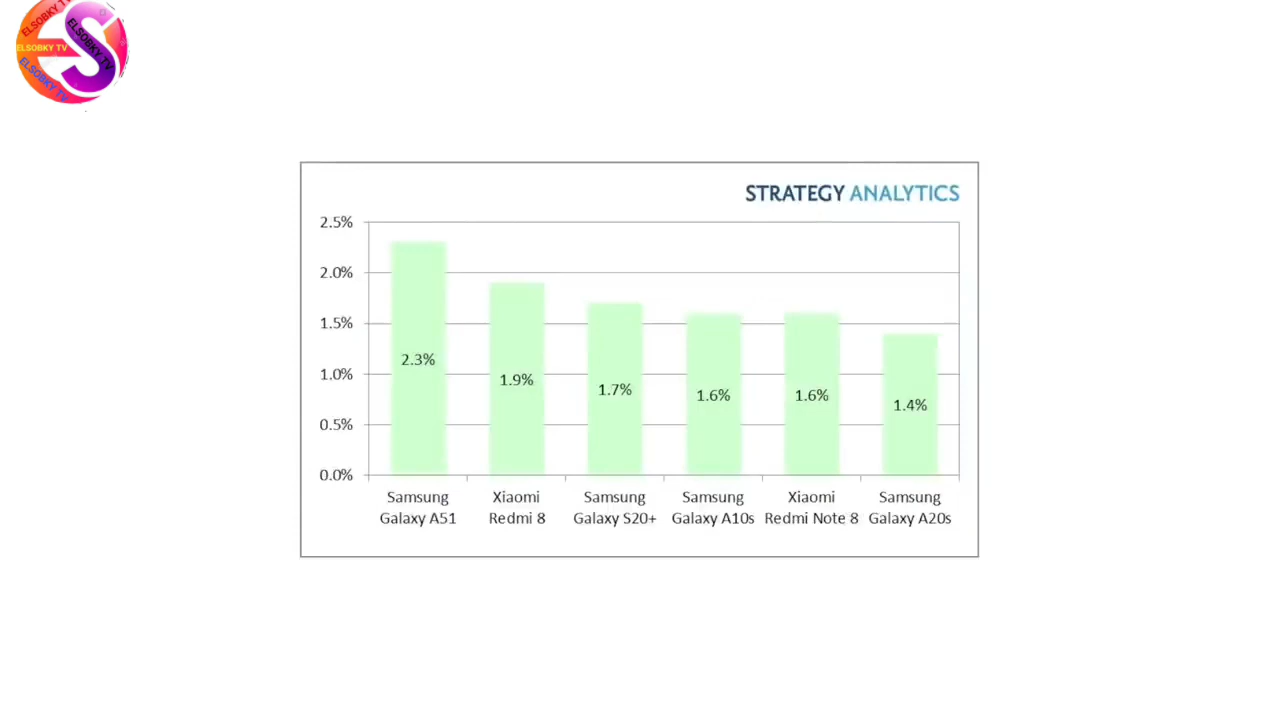 ELSOBKY TV
ELSOBKY TV
ELSOBKY TV
ELSOBKY TV
STRATEGY ANALYTICS
2.5%
2.0%
1.5%
1.0%
0.5%
0.0%
2.3%
1.9%
1.7%
1.6%
1.6%
1.4%
Samsung
Galaxy A51
Xiaomi
Redmi 8
Samsung
Galaxy S20+
Samsung
Galaxy A10s
Xiaomi
Redmi Note 8
Samsung
Galaxy A20s